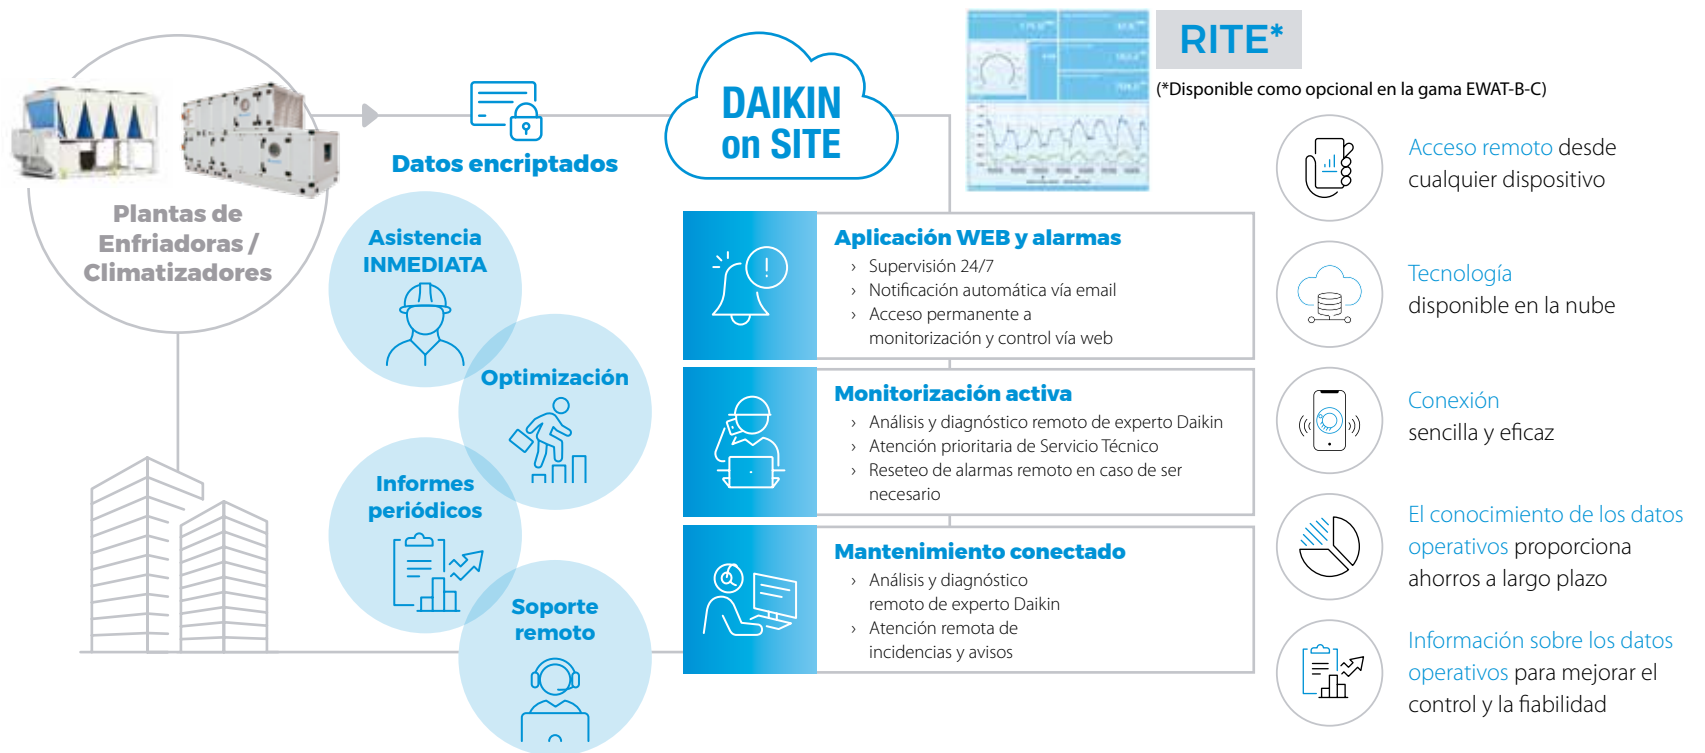 Plantas de
Enfriadoras /
Climatizadores
Datos encriptados
DAIKIN
on SITE
RITE*
(*Disponible como opcional en la gama EWAT-B-C)
Asistencia
INMEDIATA
Optimización
Informes
periódicos
Soporte
remoto
Aplicación WEB y alarmas
› Supervisión 24/7
› Notificación automática vía email
› Acceso permanente a
monitorización y control vía web
Monitorización activa
› Análisis y diagnóstico remoto de experto Daikin
› Atención prioritaria de Servicio Técnico
› Reseteo de alarmas remoto en caso de ser
necesario
Mantenimiento conectado
› Análisis y diagnóstico
remoto de experto Daikin
› Atención remota de
incidencias y avisos
Acceso remoto desde
cualquier dispositivo
Tecnología
disponible en la nube
Conexión
sencilla y eficaz
El conocimiento de los datos
operativos proporciona
ahorros a largo plazo
Información sobre los datos
operativos para mejorar el
control y la fiabilidad